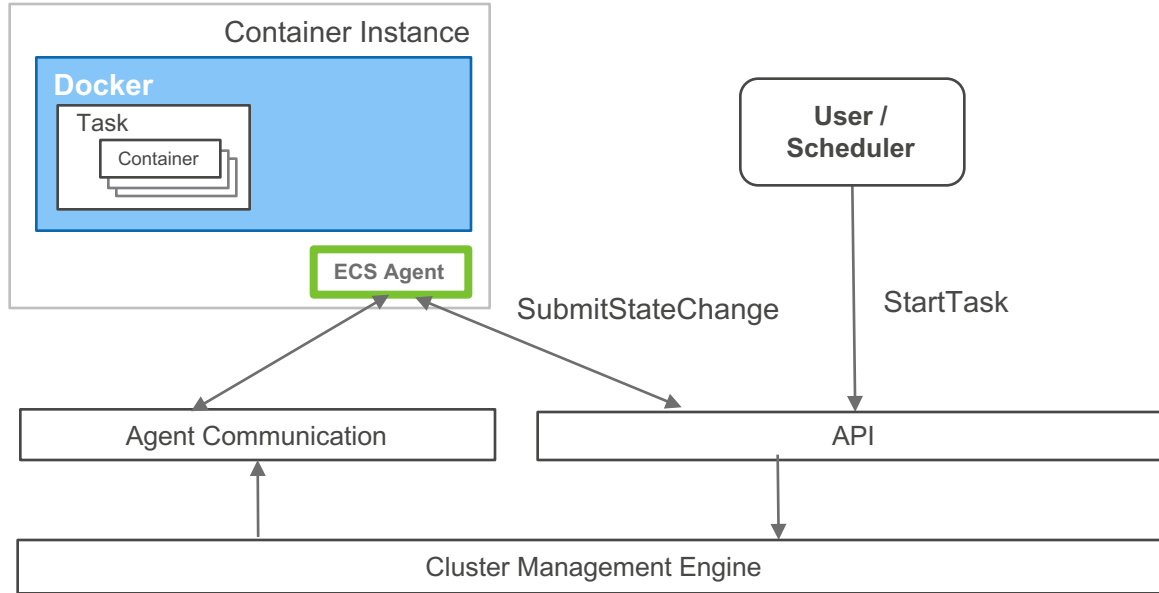 Container Instance
Docker
Task
Container
User /
Scheduler
ECS Agent
SubmitStateChange
StartTask
Agent Communication
API
Cluster Management Engine